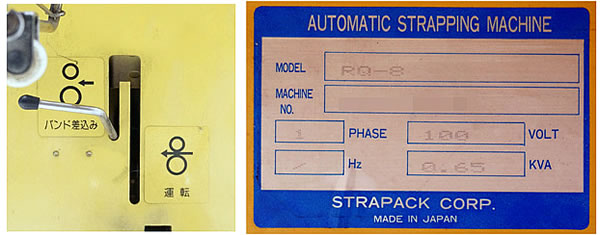 バンド差込み
運転
AUTOMATIC STRAPPING MACHINE
MODEL RQ-8
MACHINE NO.
1 PHASE 100 VOLT
/ Hz 0.65 KVA
STRAPACK CORP.
MADE IN JAPAN